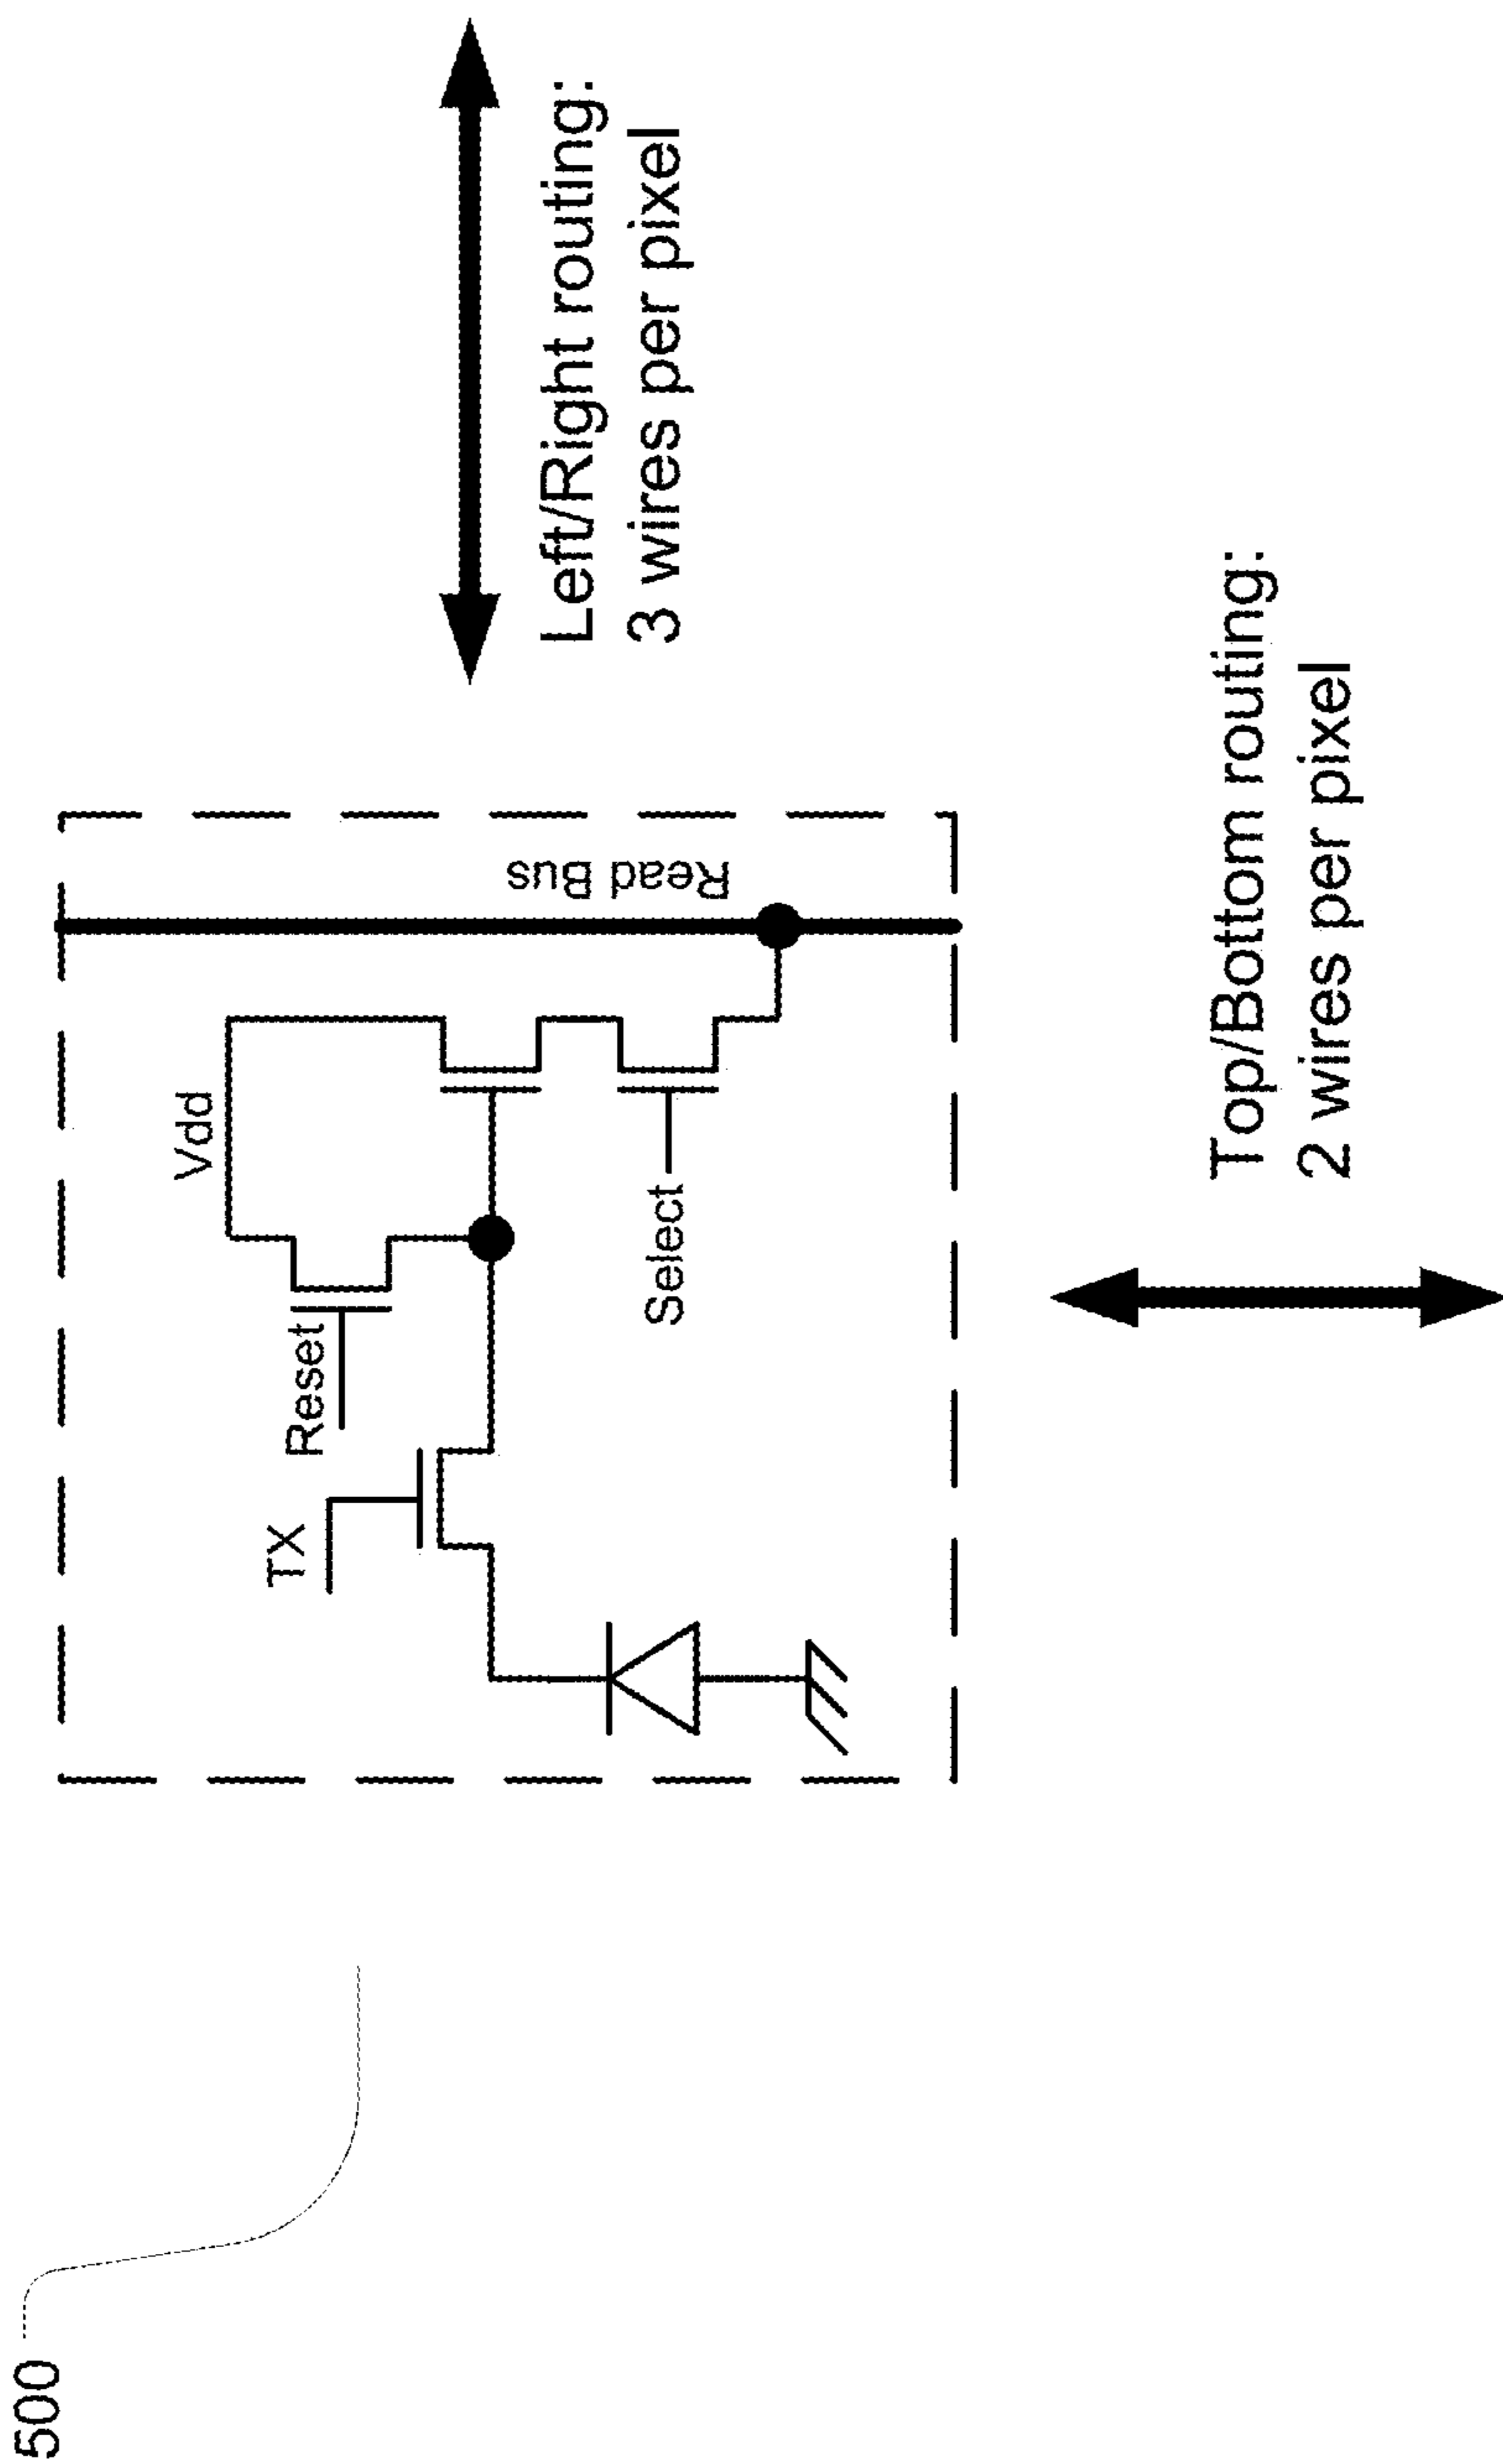 500
TX
Reset
Vdd
Select
Read Bus
Left/Right routing:
3 wires per pixel
Top/Bottom routing:
2 wires per pixel